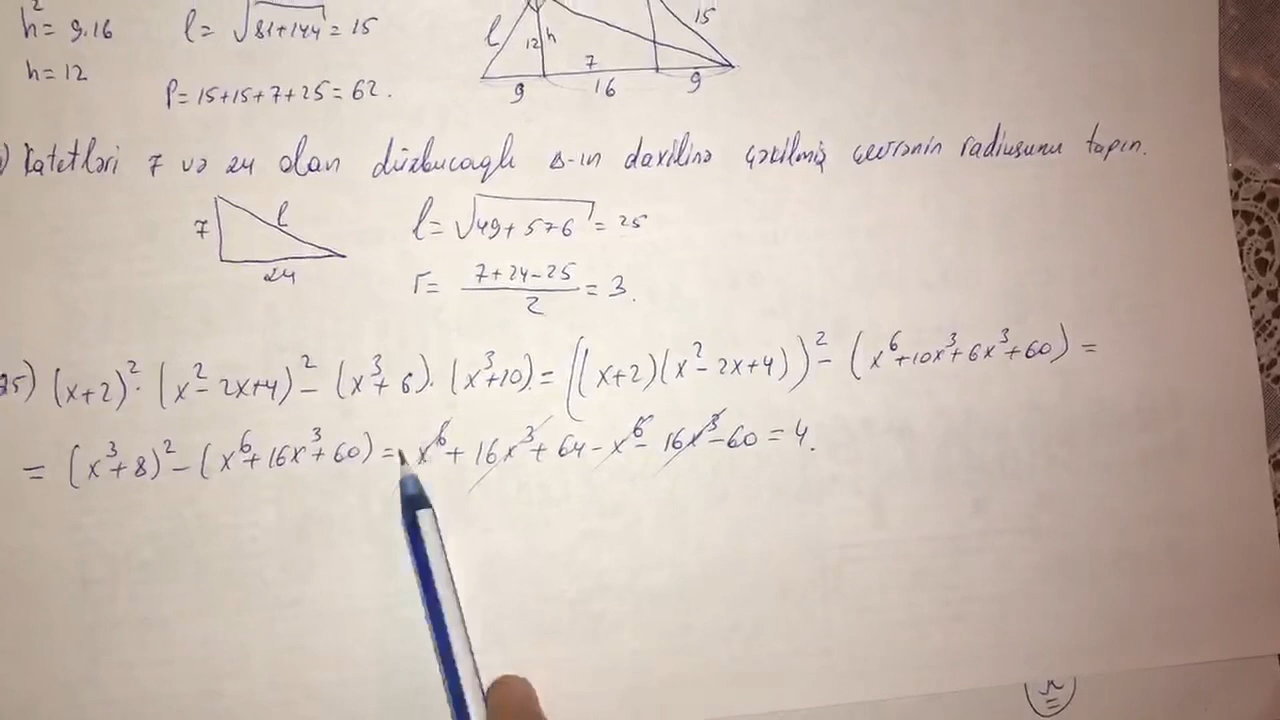 h² = 9·16 l = √81+144 = 15
l 12 h 7 15
h = 12
9 16 9
P = 15+15+7+25 = 62.
) Katetləri 7 və 24 olan düzbucaqlı Δ-ın daxilinə çəkilmiş çevrənin radiusunu tapın.
7 l 24 l = √49+576 = 25
r = (7+24-25)/2 = 3.
25) (x+2)²·(x²-2x+4)² - (x³+6)·(x³+10) = ((x+2)(x²-2x+4))² - (x⁶+10x³+6x³+60) =
= (x³+8)² - (x⁶+16x³+60) = x⁶+16x³+64-x⁶-16x³-60 = 4.